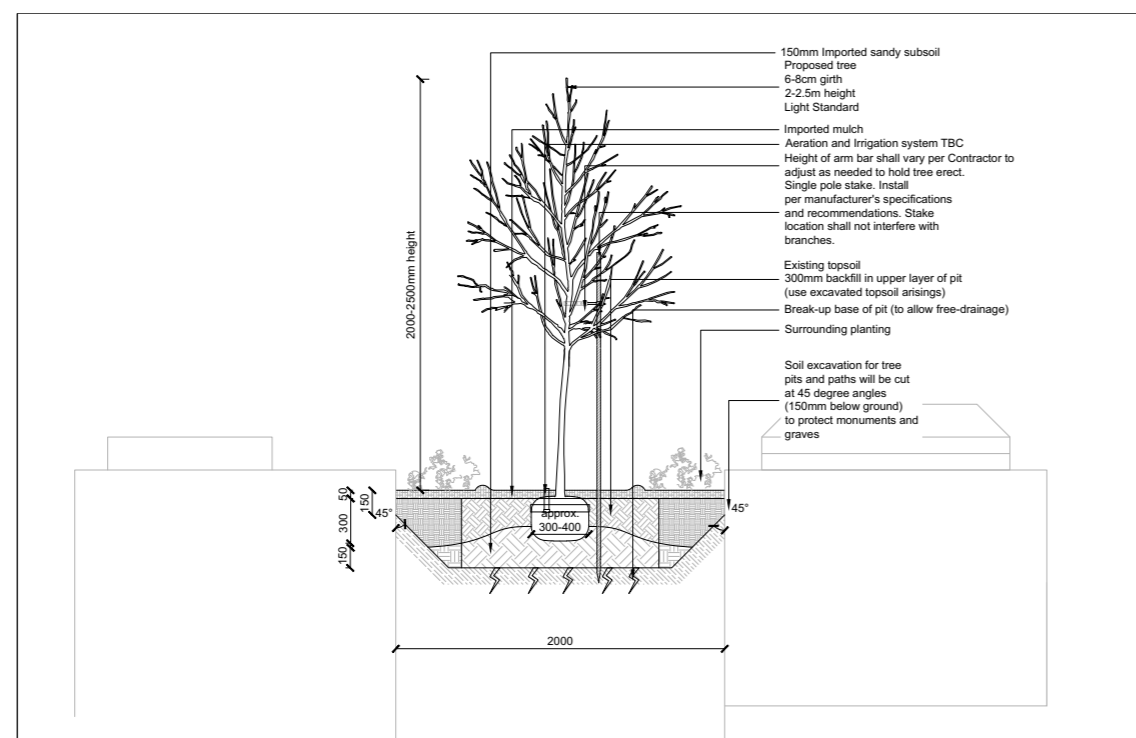 150mm Imported sandy subsoil
Proposed tree
6-8cm girth
2-2.5m height
Light Standard
Imported mulch
Aeration and Irrigation system TBC
Height of arm bar shall vary per Contractor to
adjust as needed to hold tree erect.
Single pole stake. Install
per manufacturer's specifications
and recommendations. Stake
location shall not interfere with
branches.
Existing topsoil
300mm backfill in upper layer of pit
(use excavated topsoil arisings)
Break-up base of pit (to allow free-drainage)
Surrounding planting
Soil excavation for tree
pits and paths will be cut
at 45 degree angles
(150mm below ground)
to protect monuments and
graves
2000-2500mm height
50
150
300
150
45°
45°
approx.
300-400
2000